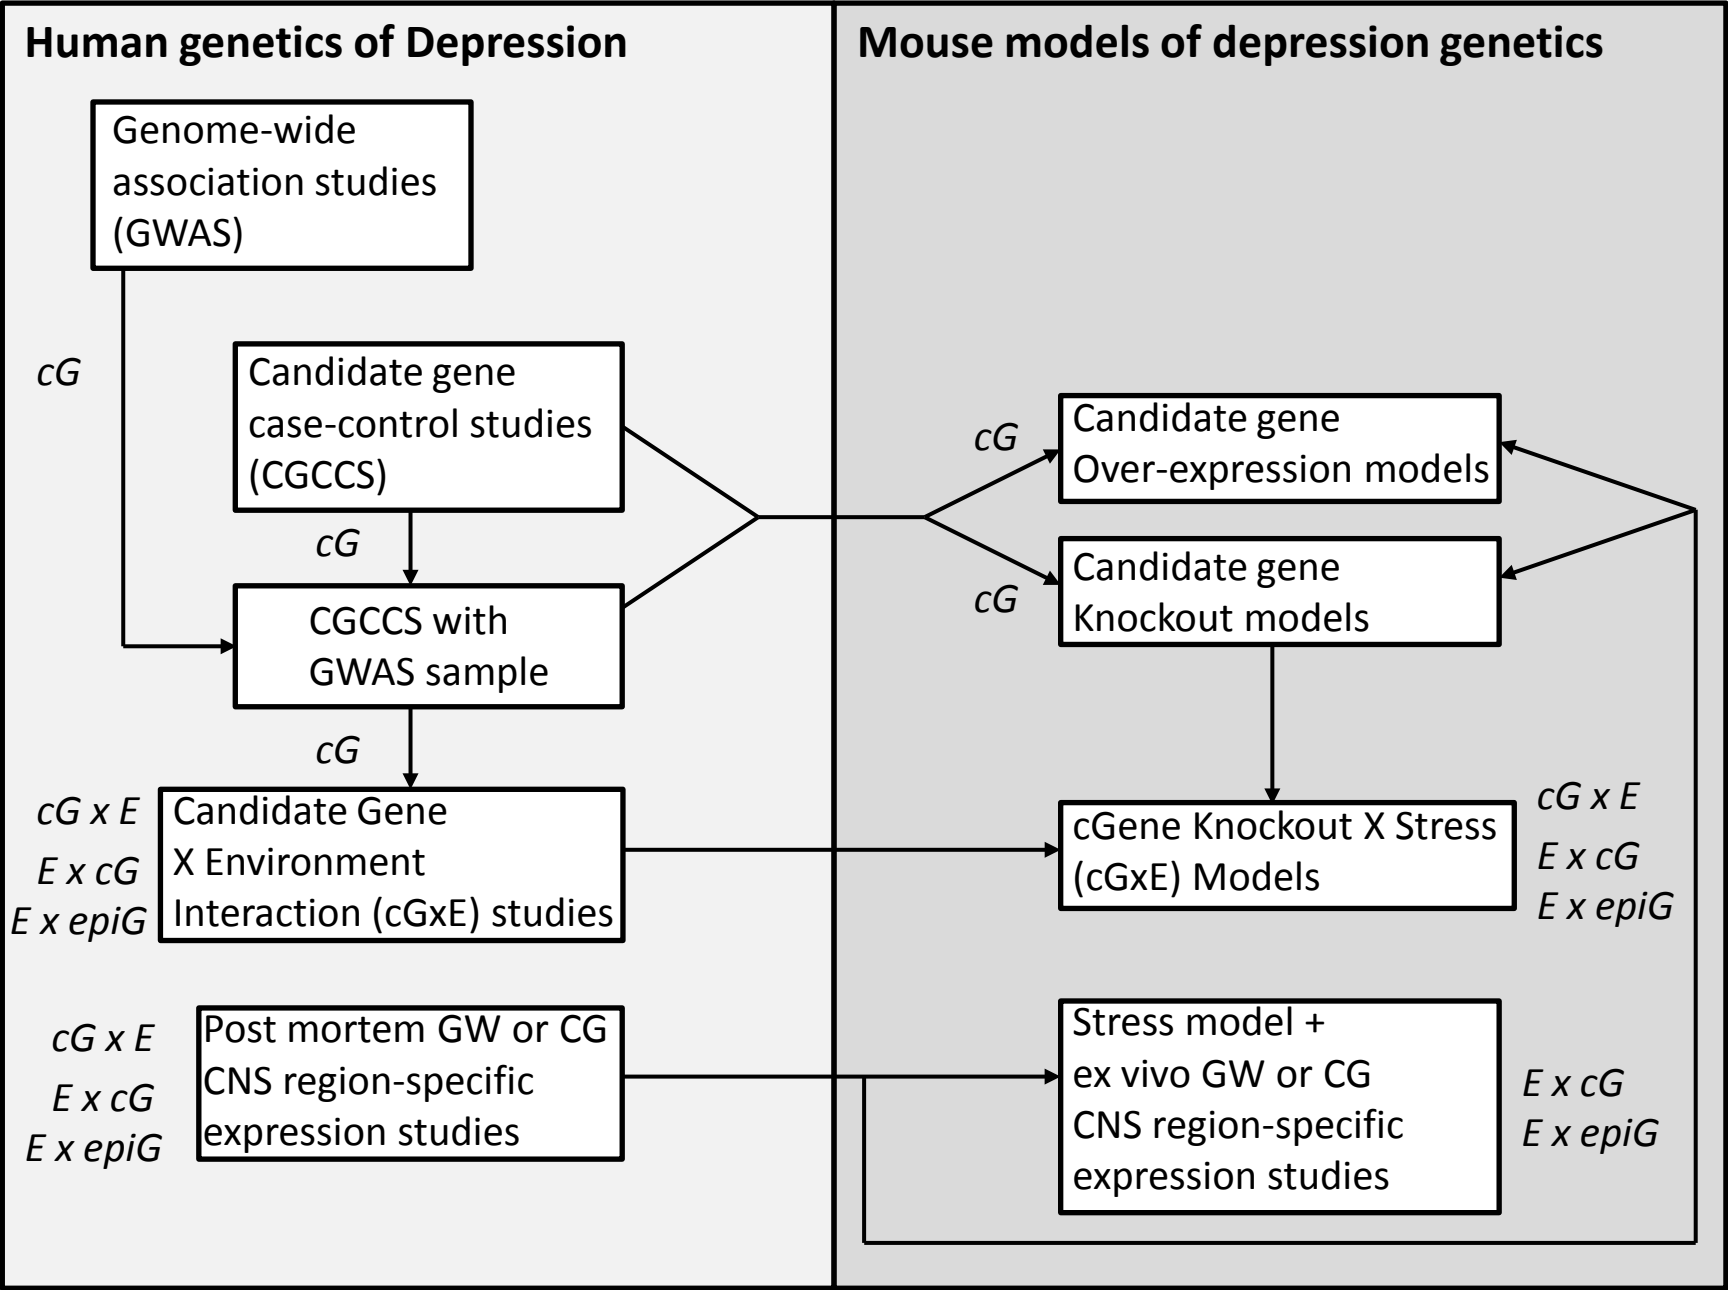 Human genetics of Depression
Genome-wide
association studies
(GWAS)
cG
Candidate gene
case-control studies
(CGCCS)
cG
CGCCS with
GWAS sample
cG
cG x E
E x cG
E x epiG
Candidate Gene
X Environment
Interaction (cGxE) studies
cG x E
E x cG
E x epiG
Post mortem GW or CG
CNS region-specific
expression studies
Mouse models of depression genetics
cG
Candidate gene
Over-expression models
cG
Candidate gene
Knockout models
cGene Knockout X Stress
(cGxE) Models
cG x E
E x cG
E x epiG
Stress model +
ex vivo GW or CG
CNS region-specific
expression studies
E x cG
E x epiG